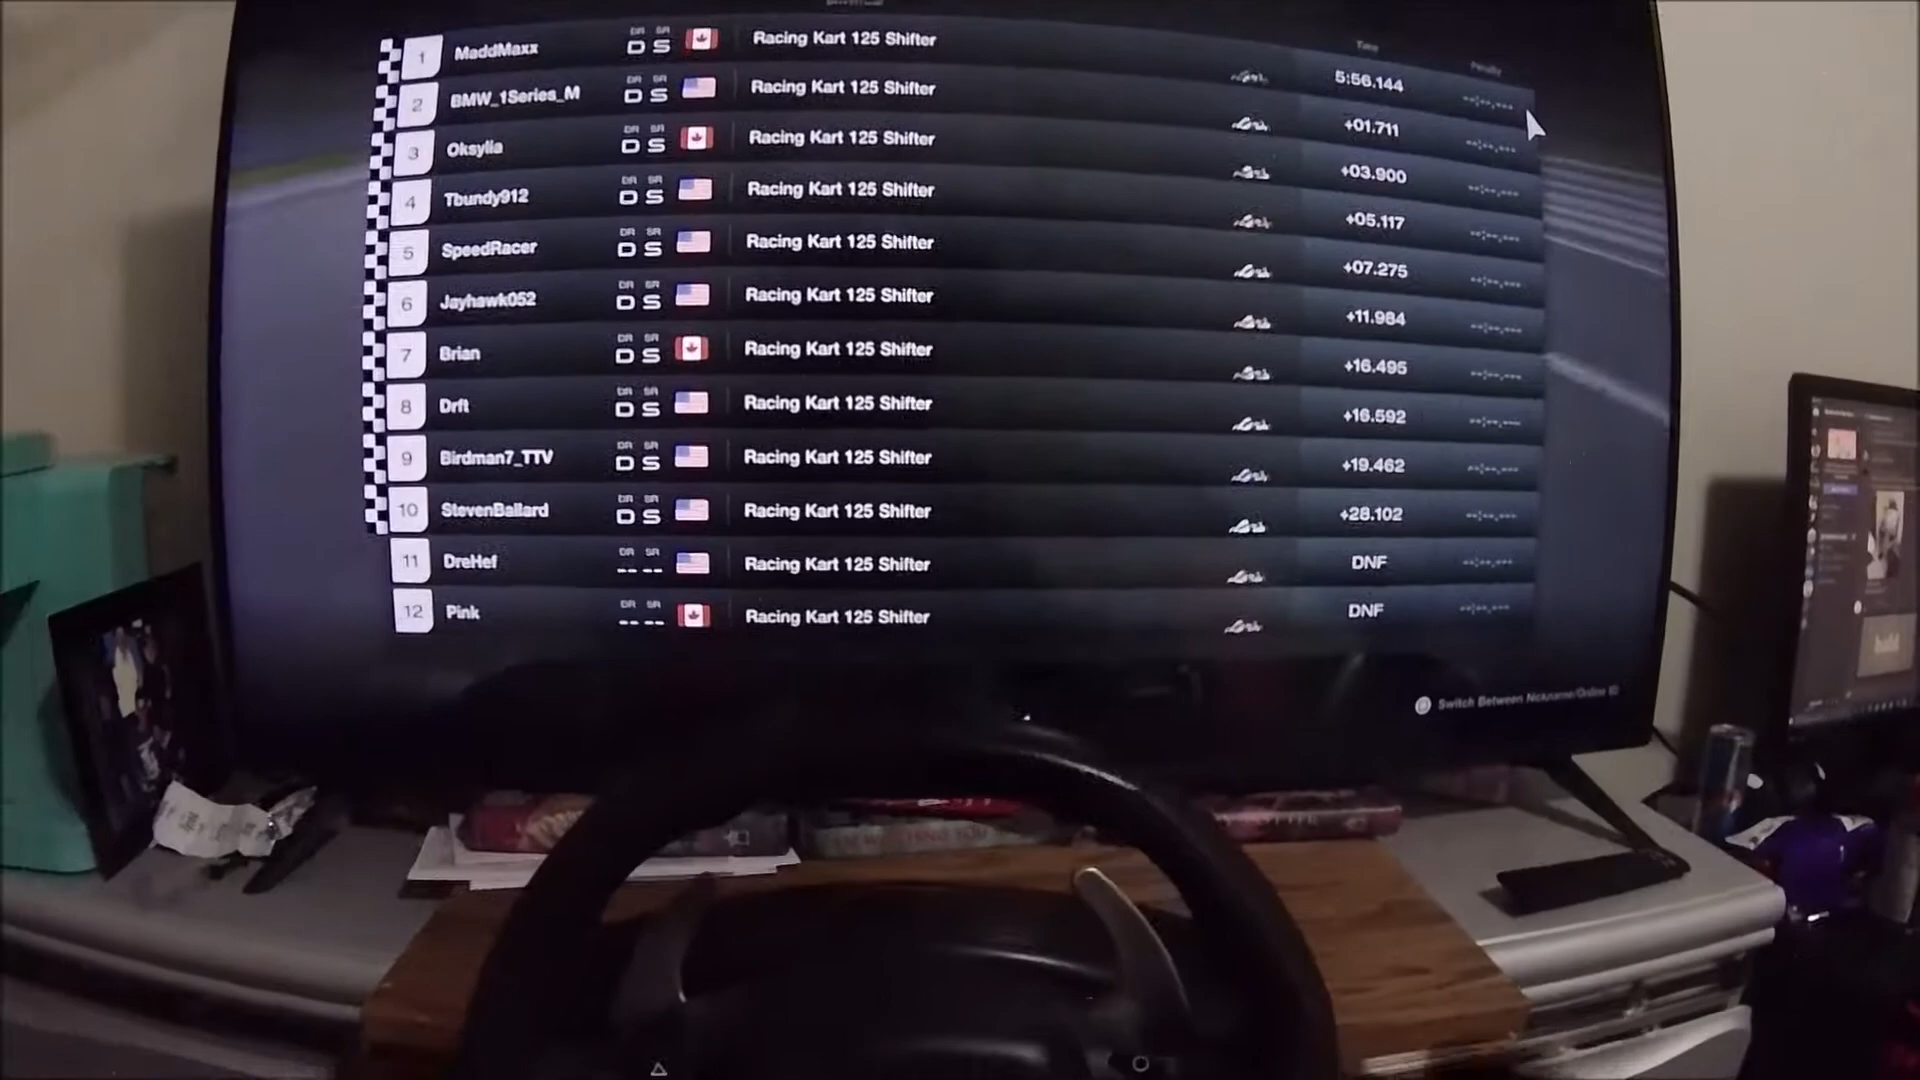 Time
Penalty
1 MaddMaxx DR D SR S Racing Kart 125 Shifter 5:56.144 --:--.---
2 BMW_1Series_M DR D SR S Racing Kart 125 Shifter +01.711 --:--.---
3 Oksylia DR D SR S Racing Kart 125 Shifter +03.900 --:--.---
4 Tbundy912 DR D SR S Racing Kart 125 Shifter +05.117 --:--.---
5 SpeedRacer DR D SR S Racing Kart 125 Shifter +07.275 --:--.---
6 Jayhawk052 DR D SR S Racing Kart 125 Shifter +11.984 --:--.---
7 Brian DR D SR S Racing Kart 125 Shifter +16.495 --:--.---
8 Drft DR D SR S Racing Kart 125 Shifter +16.592 --:--.---
9 Birdman7_TTV DR D SR S Racing Kart 125 Shifter +19.462 --:--.---
10 StevenBallard DR D SR S Racing Kart 125 Shifter +28.102 --:--.---
11 DreHef DR -- SR -- Racing Kart 125 Shifter DNF --:--.---
12 Pink DR -- SR -- Racing Kart 125 Shifter DNF --:--.---
Switch Between Nickname/Online ID